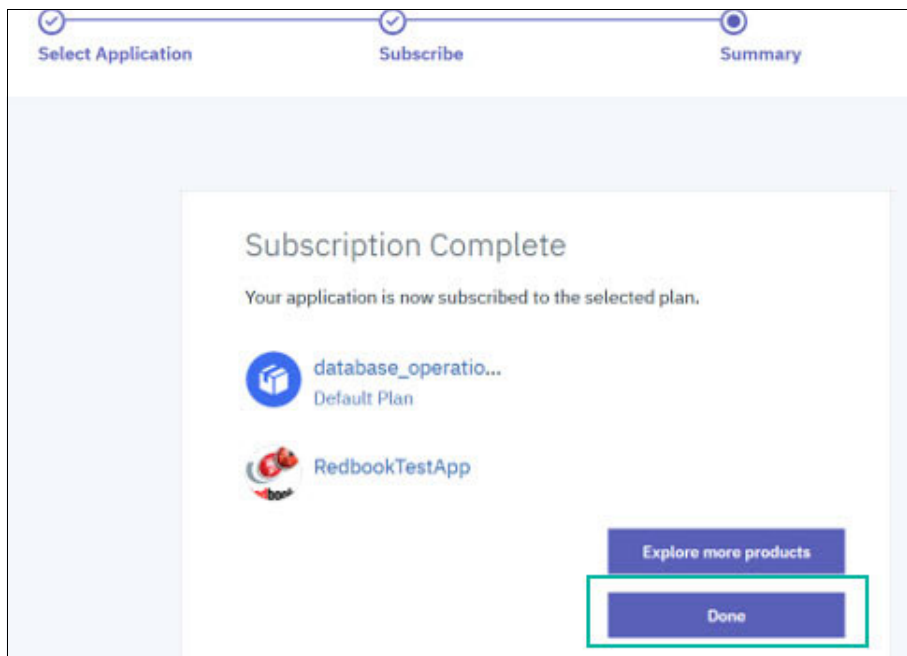 Select Application Subscribe Summary
Subscription Complete
Your application is now subscribed to the selected plan.
database_operatio...
Default Plan
RedbookTestApp
Explore more products
Done